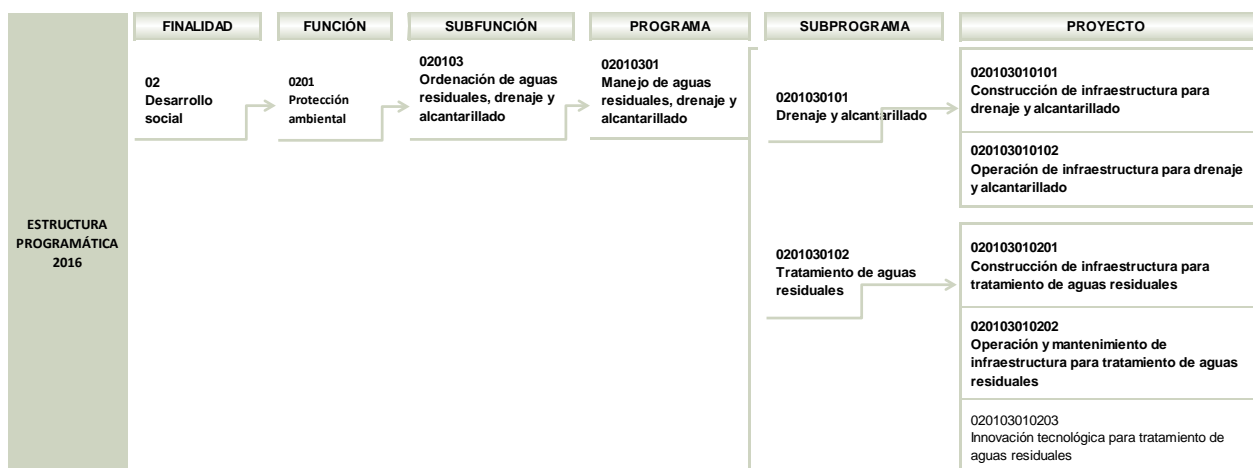 FINALIDAD
FUNCIÓN
SUBFUNCIÓN
PROGRAMA
SUBPROGRAMA
PROYECTO
ESTRUCTURA
PROGRAMÁTICA
2016
02
Desarrollo
social
0201
Protección
ambiental
020103
Ordenación de aguas
residuales, drenaje y
alcantarillado
02010301
Manejo de aguas
residuales, drenaje y
alcantarillado
0201030101
Drenaje y alcantarillado
020103010101
Construcción de infraestructura para
drenaje y alcantarillado
020103010102
Operación de infraestructura para drenaje
y alcantarillado
0201030102
Tratamiento de aguas
residuales
020103010201
Construcción de infraestructura para
tratamiento de aguas residuales
020103010202
Operación y mantenimiento de
infraestructura para tratamiento de aguas
residuales
020103010203
Innovación tecnológica para tratamiento de
aguas residuales